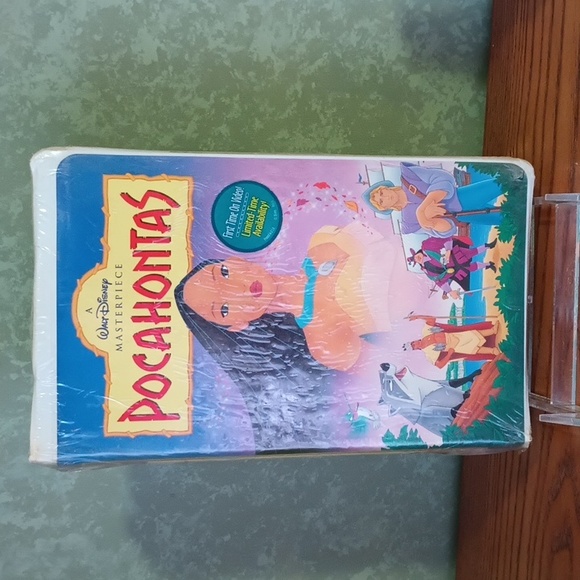 A
WALT DISNEY
MASTERPIECE
POCAHONTAS
First Time On Video!
Limited-Time
Availability!